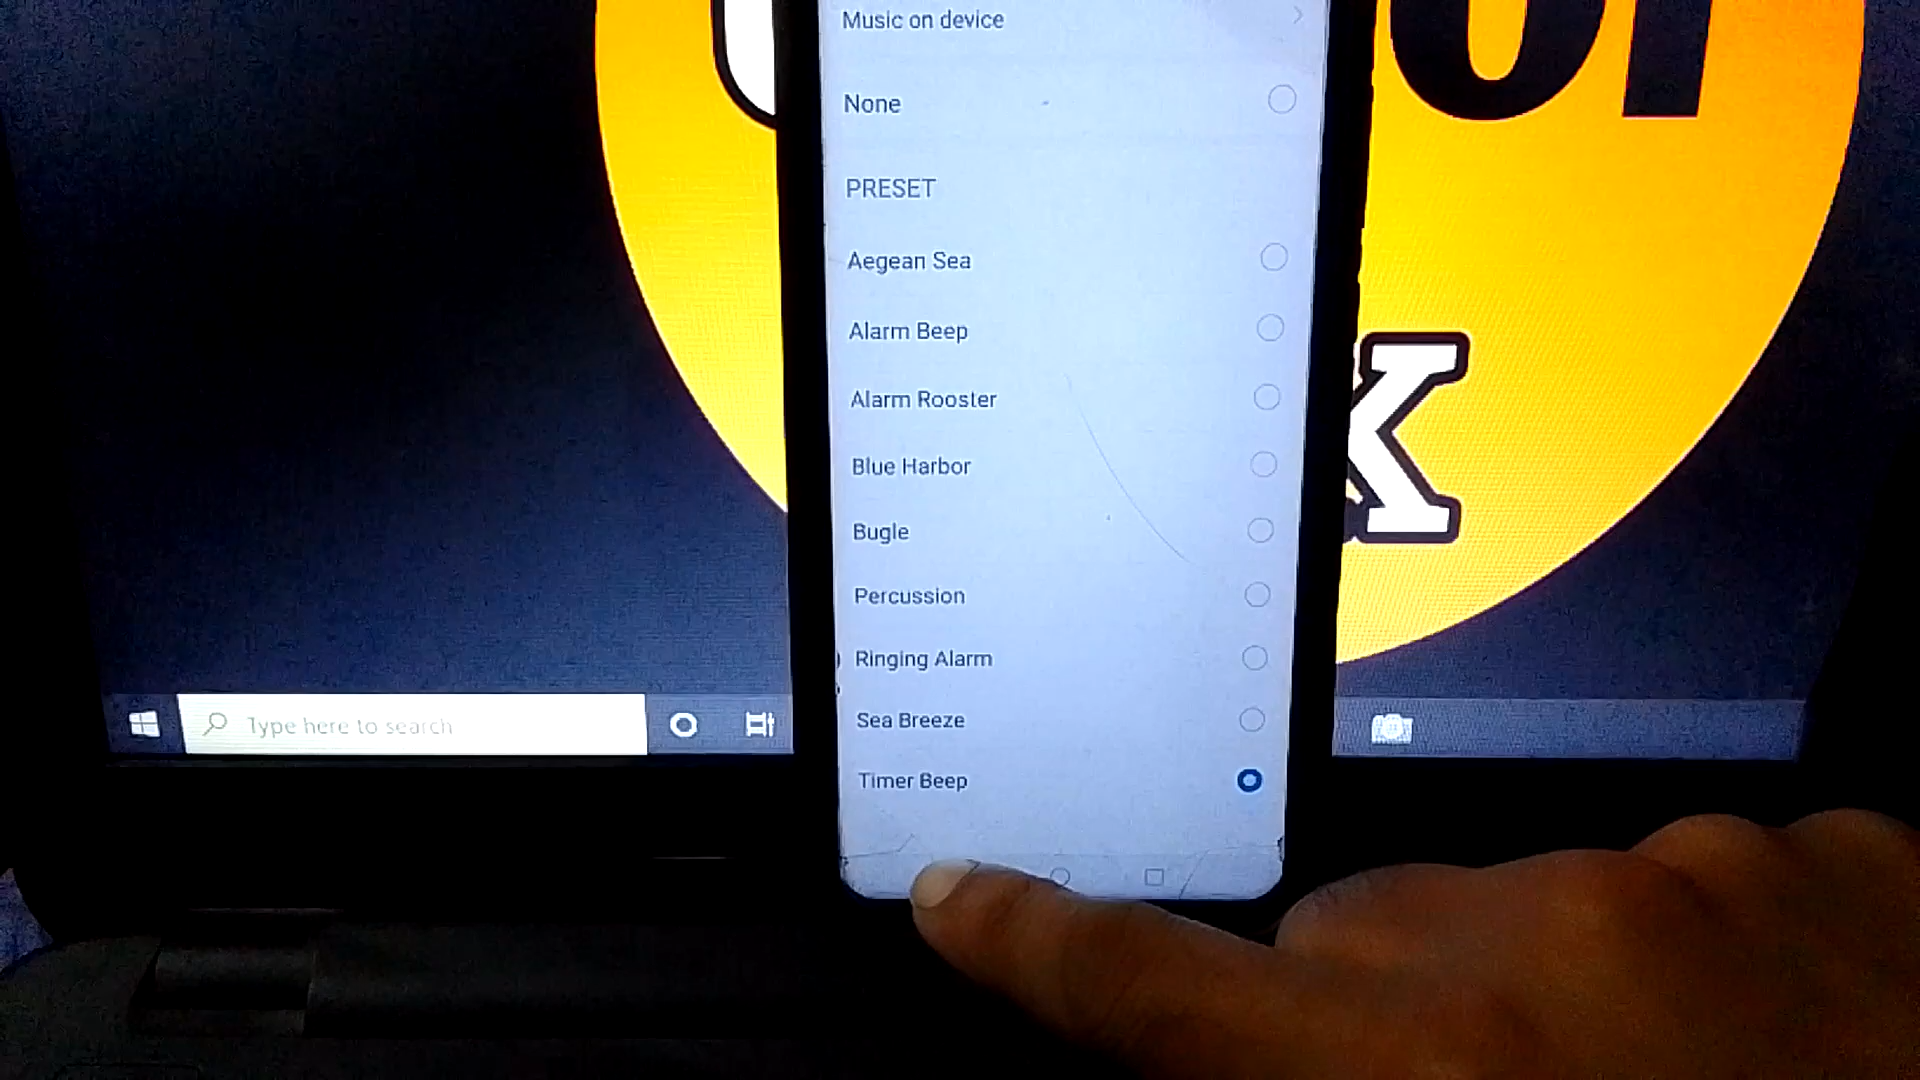 Music on device
None
PRESET
Aegean Sea
Alarm Beep
Alarm Rooster
Blue Harbor
Bugle
Percussion
Ringing Alarm
Sea Breeze
Timer Beep
Type here to search